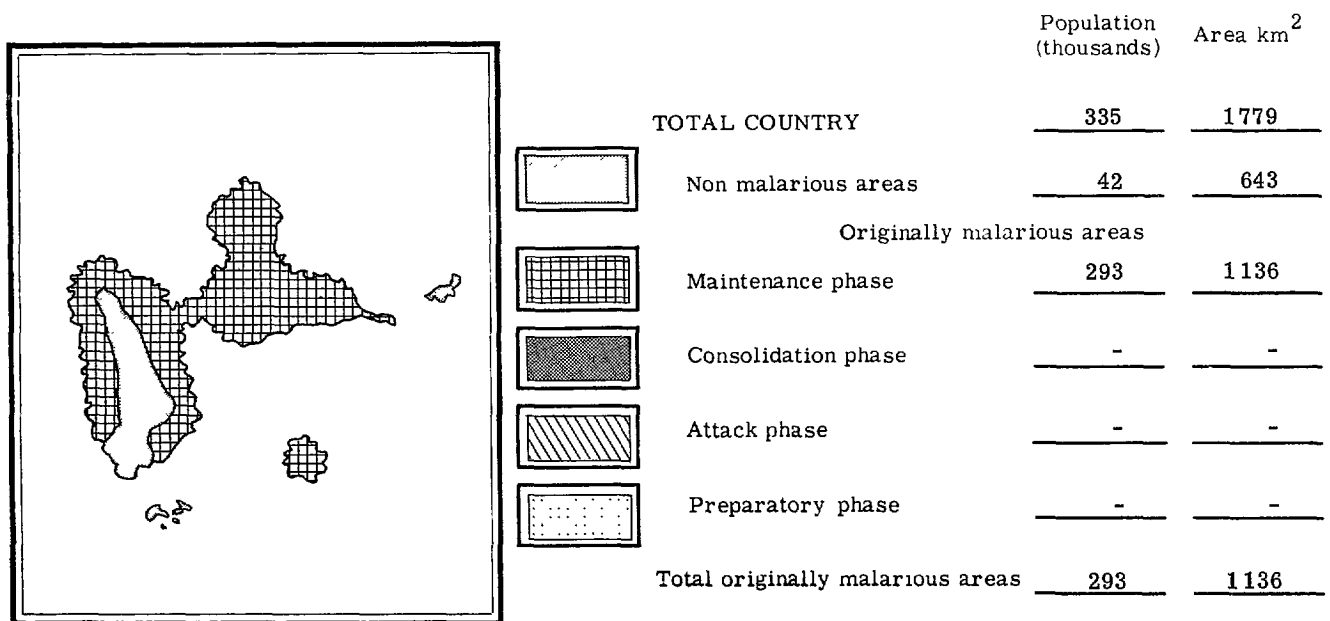 Population (thousands) Area km²
TOTAL COUNTRY 335 1779
Non malarious areas 42 643
Originally malarious areas
Maintenance phase 293 1136
Consolidation phase - -
Attack phase - -
Preparatory phase - -
Total originally malarious areas 293 1136